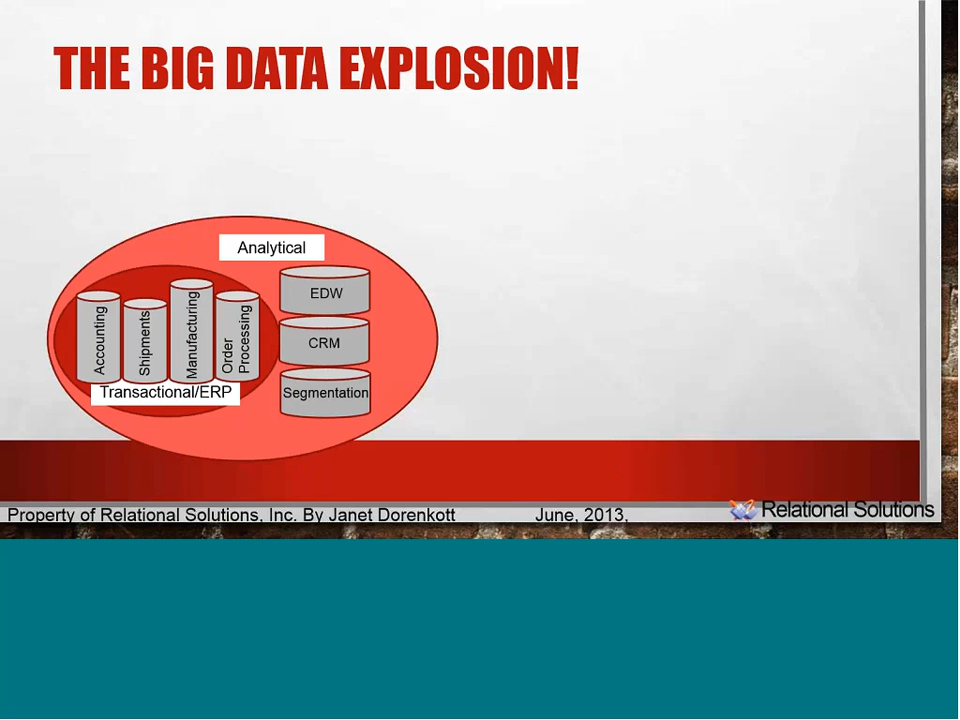 THE BIG DATA EXPLOSION!
Analytical
EDW
CRM
Segmentation
Accounting
Shipments
Manufacturing
Order
Processing
Transactional/ERP
Property of Relational Solutions, Inc. By Janet Dorenkott June, 2013,
Relational Solutions